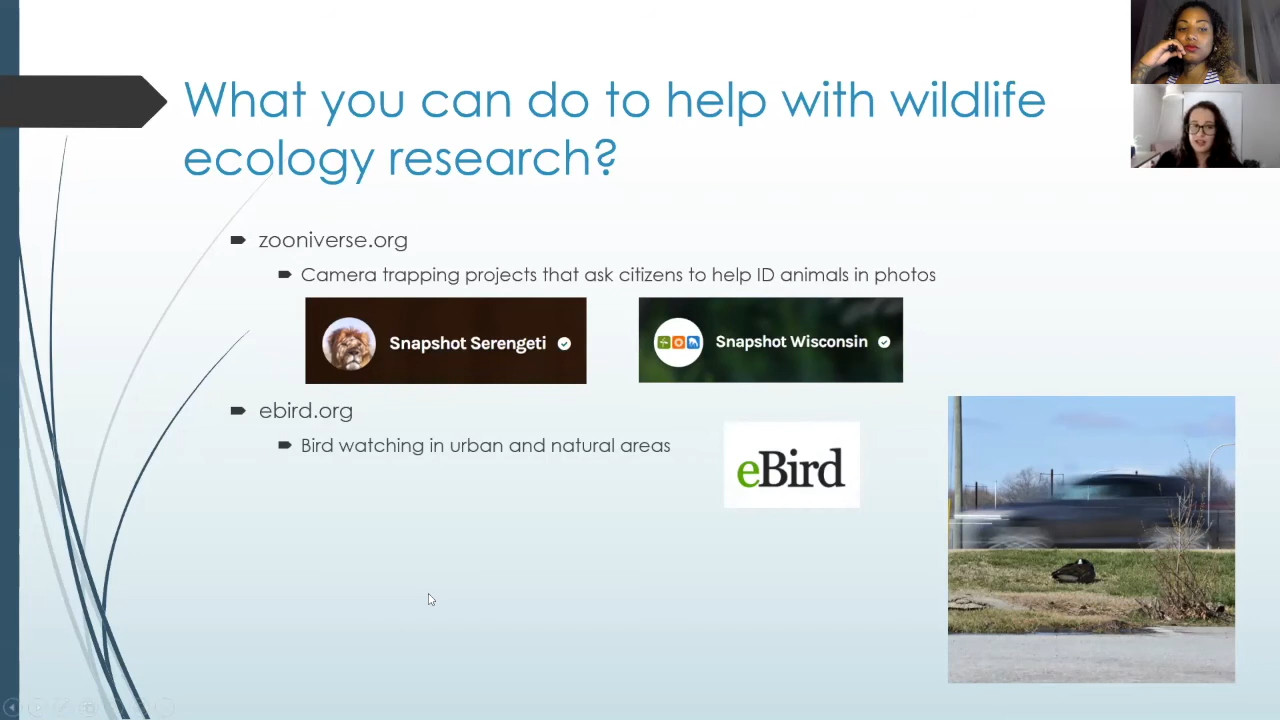 What you can do to help with wildlife
ecology research?
zooniverse.org
Camera trapping projects that ask citizens to help ID animals in photos
Snapshot Serengeti
Snapshot Wisconsin
ebird.org
Bird watching in urban and natural areas
eBird